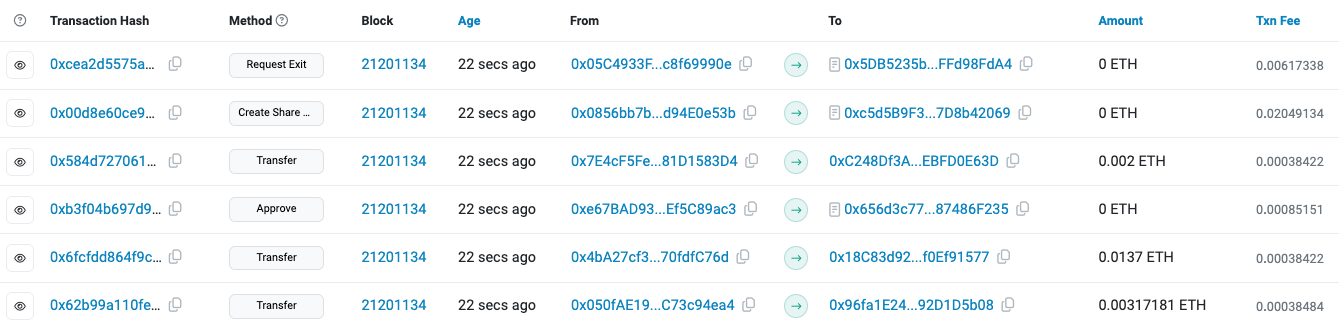 Transaction Hash Method Block Age From To Amount Txn Fee
0xcea2d5575a... Request Exit 21201134 22 secs ago 0x05C4933F...c8f69990e 0x5DB5235b...FFd98FdA4 0 ETH 0.00617338
0x00d8e60ce9... Create Share ... 21201134 22 secs ago 0x0856bb7b...d94E0e53b 0xc5d5B9F3...7D8b42069 0 ETH 0.02049134
0x584d727061... Transfer 21201134 22 secs ago 0x7E4cF5Fe...81D1583D4 0xC248Df3A...EBFD0E63D 0.002 ETH 0.00038422
0xb3f04b697d9... Approve 21201134 22 secs ago 0xe67BAD93...Ef5C89ac3 0x656d3c77...87486F235 0 ETH 0.00085151
0x6fcfdd864f9c... Transfer 21201134 22 secs ago 0x4bA27cf3...70fdfC76d 0x18C83d92...f0Ef91577 0.0137 ETH 0.00038422
0x62b99a110fe... Transfer 21201134 22 secs ago 0x050fAE19...C73c94ea4 0x96fa1E24...92D1D5b08 0.00317181 ETH 0.00038484